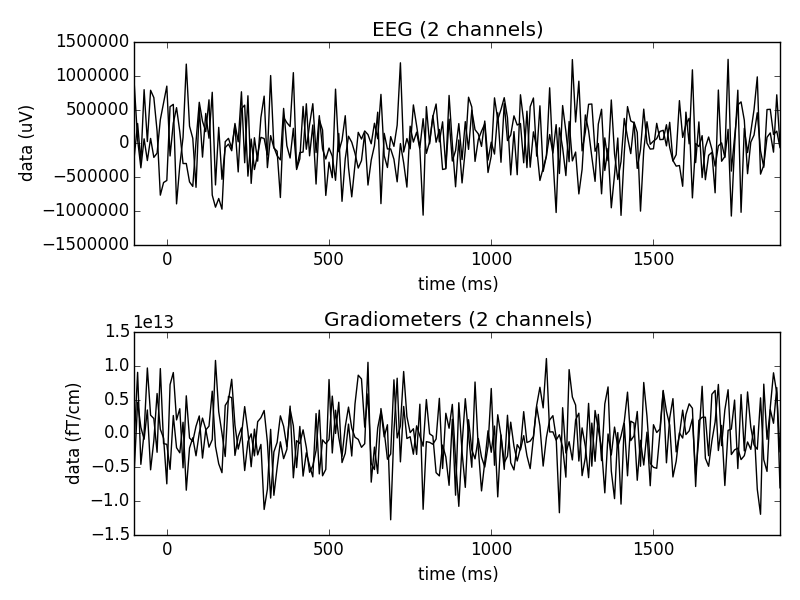 EEG (2 channels)
1500000
1000000
500000
0
−500000
−1000000
−1500000
data (uV)
0 500 1000 1500
time (ms)
Gradiometers (2 channels)
1e13
1.5
1.0
0.5
0.0
−0.5
−1.0
−1.5
data (fT/cm)
0 500 1000 1500
time (ms)